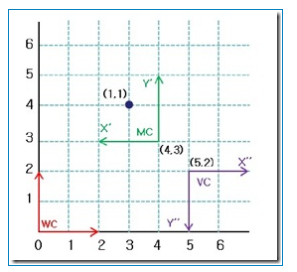 6
5
4
3
2
1
(1,1)
Y'
X'
MC
(4,3)
(5,2)
X''
VC
Y''
WC
0 1 2 3 4 5 6